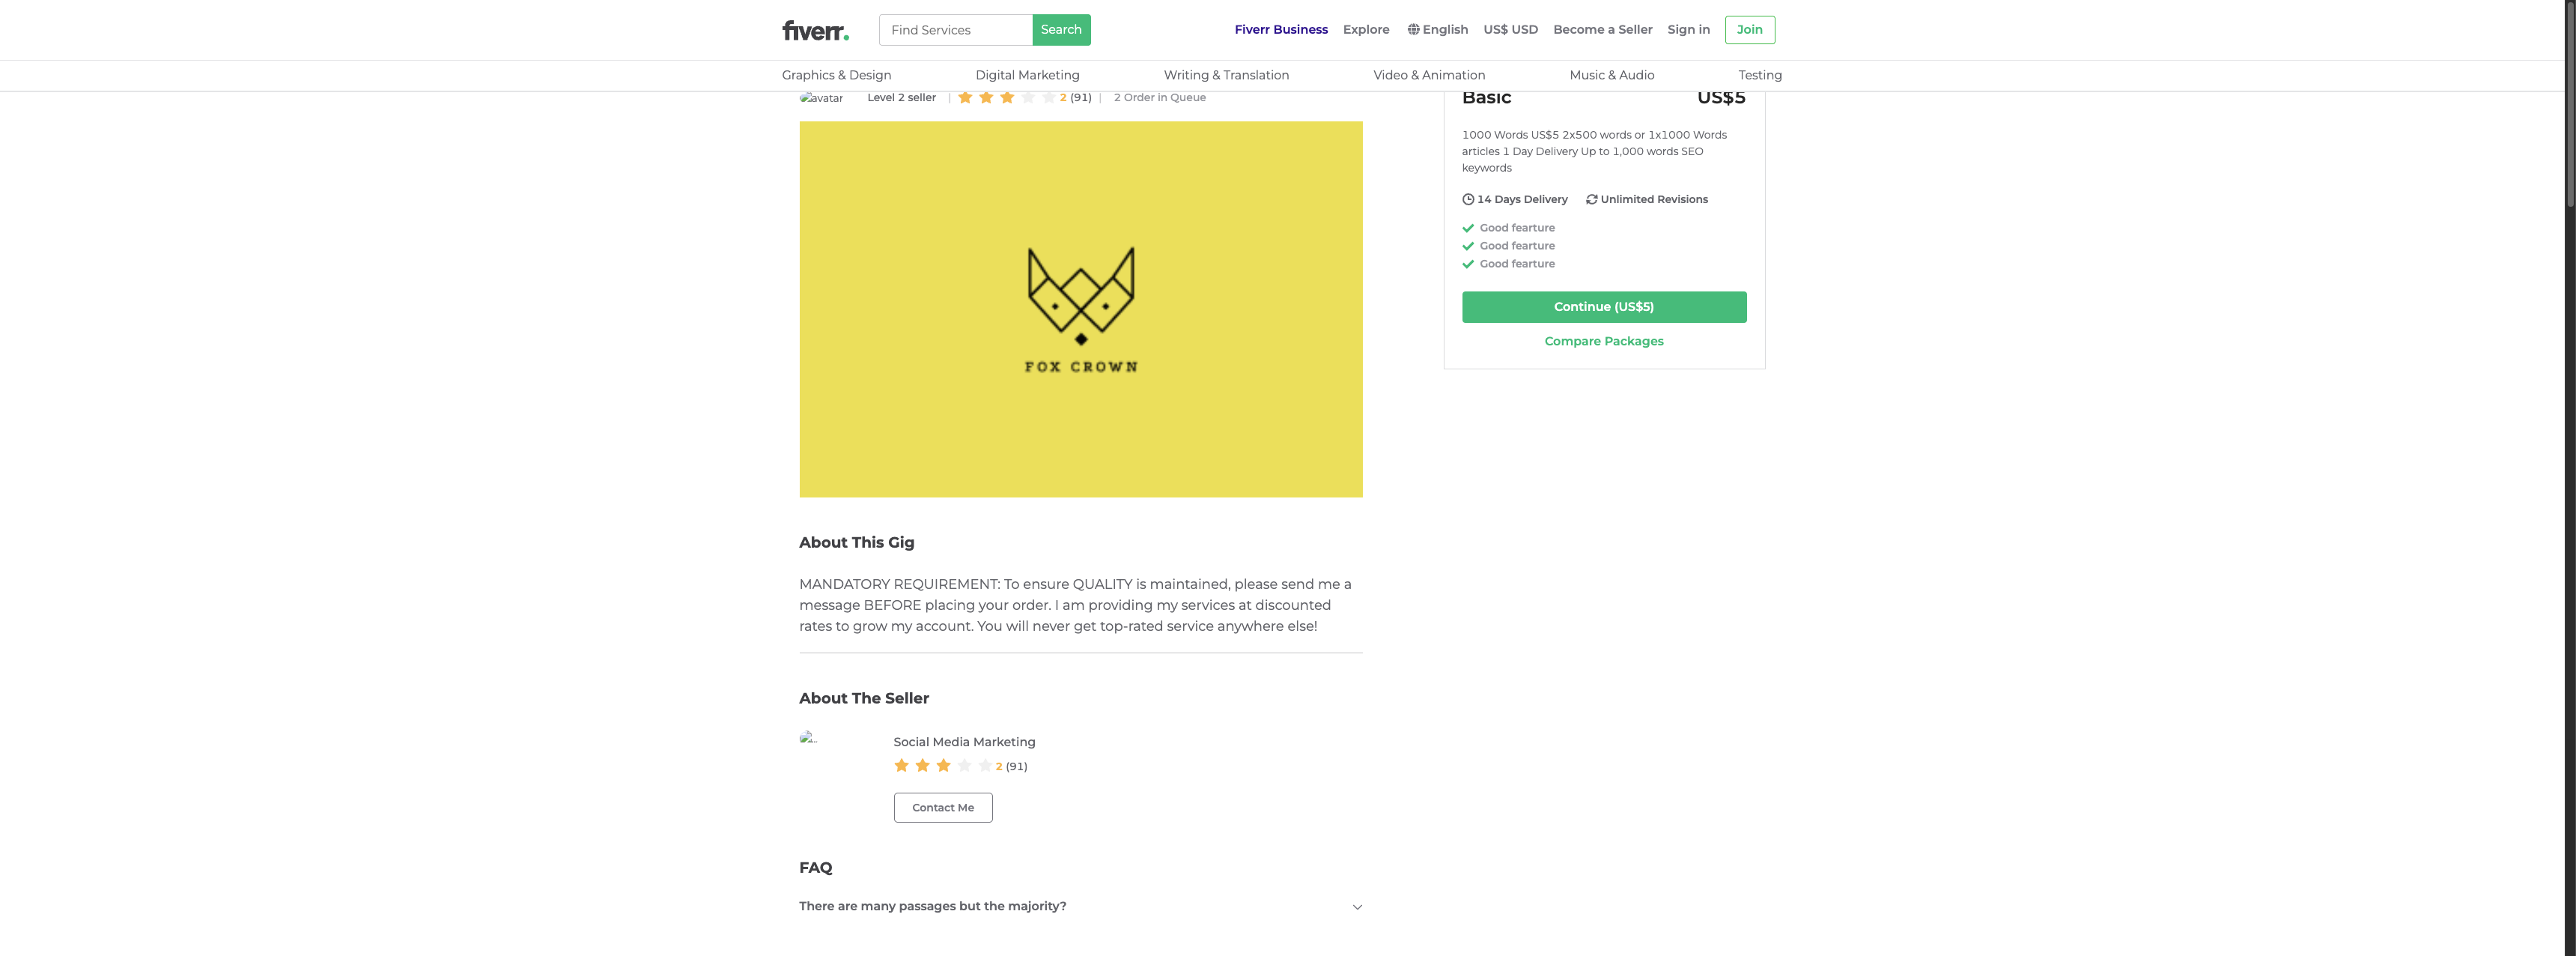 fiverr.
Find Services
Search
Fiverr Business
Explore
English
US$ USD
Become a Seller
Sign in
Join
Graphics & Design
Digital Marketing
Writing & Translation
Video & Animation
Music & Audio
Testing
avatar
Level 2 seller
|
2 (91)
|
2 Order in Queue
FOX CROWN
About This Gig
MANDATORY REQUIREMENT: To ensure QUALITY is maintained, please send me a
message BEFORE placing your order. I am providing my services at discounted
rates to grow my account. You will never get top-rated service anywhere else!
About The Seller
Social Media Marketing
2 (91)
Contact Me
FAQ
There are many passages but the majority?
Basic
US$5
1000 Words US$5 2x500 words or 1x1000 Words
articles 1 Day Delivery Up to 1,000 words SEO
keywords
14 Days Delivery
Unlimited Revisions
Good fearture
Good fearture
Good fearture
Continue (US$5)
Compare Packages